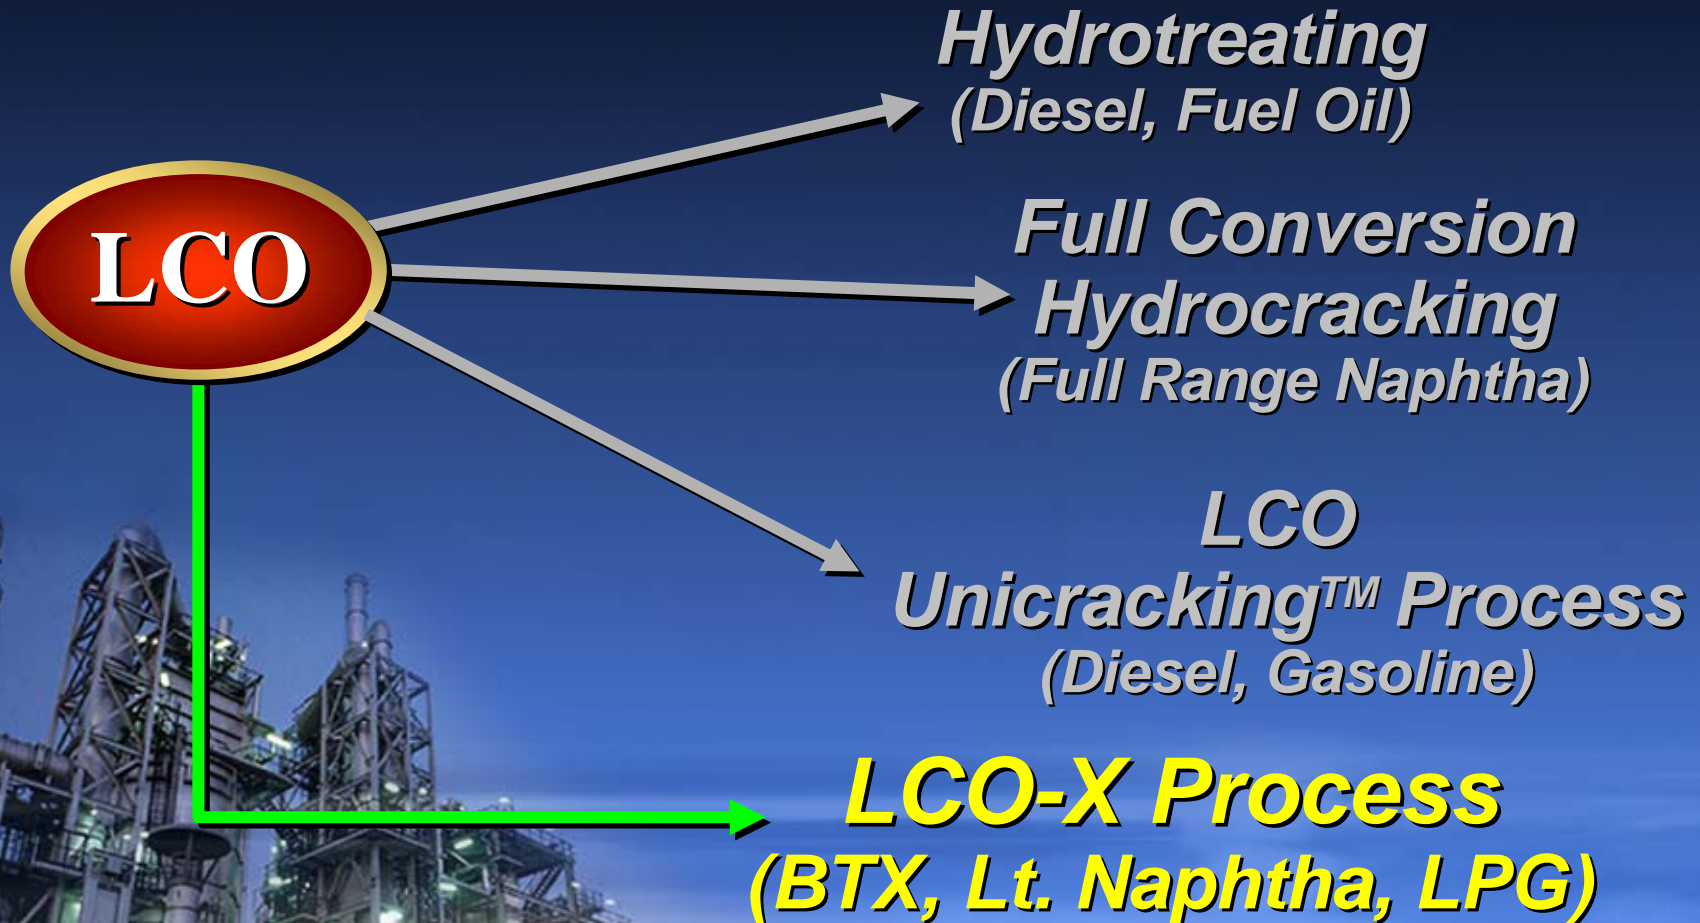 LCO
Hydrotreating
(Diesel, Fuel Oil)
Full Conversion
Hydrocracking
(Full Range Naphtha)
LCO
Unicracking™ Process
(Diesel, Gasoline)
LCO-X Process
(BTX, Lt. Naphtha, LPG)